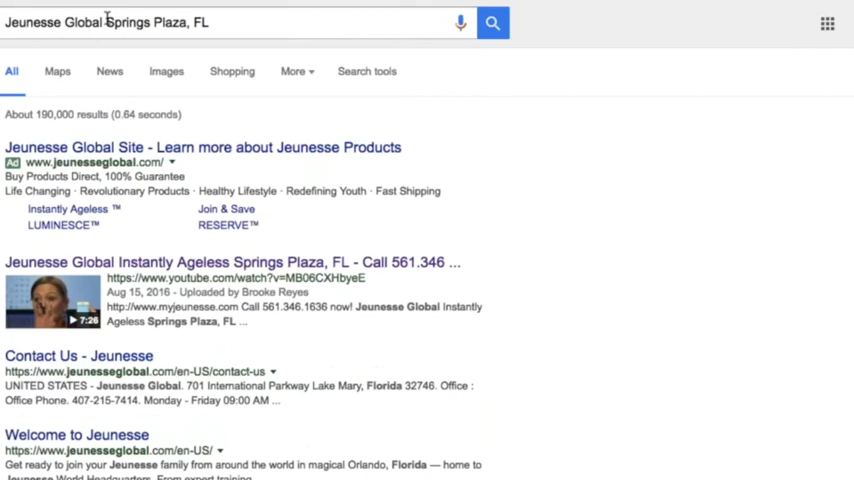 Jeunesse Global Springs Plaza, FL
All Maps News Images Shopping More Search tools
About 190,000 results (0.64 seconds)
Jeunesse Global Site - Learn more about Jeunesse Products
Ad www.jeunesseglobal.com/
Buy Products Direct, 100% Guarantee
Life Changing · Revolutionary Products · Healthy Lifestyle · Redefining Youth · Fast Shipping
Instantly Ageless ™ Join & Save
LUMINESCE™ RESERVE™
Jeunesse Global Instantly Ageless Springs Plaza, FL - Call 561.346 ...
https://www.youtube.com/watch?v=MB06CXHbyeE
Aug 15, 2016 - Uploaded by Brooke Reyes
http://www.myjeunesse.com Call 561.346.1636 now! Jeunesse Global Instantly
Ageless Springs Plaza, FL ...
7:26
Contact Us - Jeunesse
https://www.jeunesseglobal.com/en-US/contact-us
UNITED STATES - Jeunesse Global. 701 International Parkway Lake Mary, Florida 32746. Office :
Office Phone. 407-215-7414. Monday - Friday 09:00 AM ...
Welcome to Jeunesse
https://www.jeunesseglobal.com/en-US/
Get ready to join your Jeunesse family from around the world in magical Orlando, Florida — home to
Jeunesse World Headquarters. From expert training